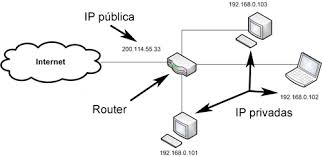 IP pública
192.168.0.103
200.114.55.33
Internet
Router
192.168.0.102
IP privadas
192.168.0.101